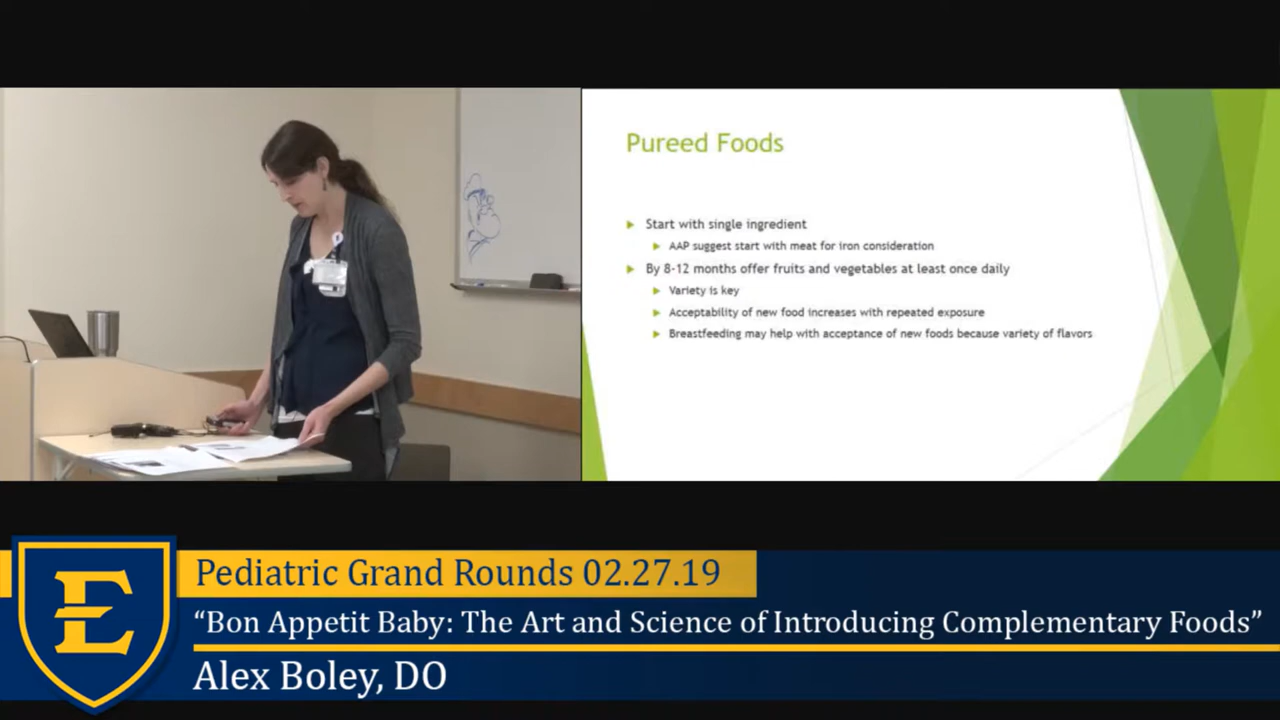 Pureed Foods
Start with single ingredient
AAP suggest start with meat for iron consideration
By 8-12 months offer fruits and vegetables at least once daily
Variety is key
Acceptability of new food increases with repeated exposure
Breastfeeding may help with acceptance of new foods because variety of flavors
E
Pediatric Grand Rounds 02.27.19
“Bon Appetit Baby: The Art and Science of Introducing Complementary Foods”
Alex Boley, DO